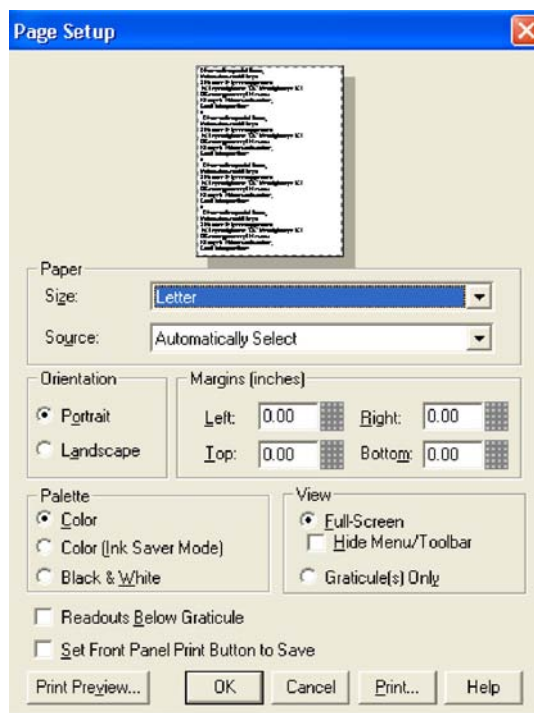 Page Setup
Paper
Size: Letter
Source: Automatically Select
Orientation
Portrait
Landscape
Margins (inches)
Left: 0.00 Right: 0.00
Top: 0.00 Bottom: 0.00
Palette
Color
Color (Ink Saver Mode)
Black & White
View
Full-Screen
Hide Menu/Toolbar
Graticule(s) Only
Readouts Below Graticule
Set Front Panel Print Button to Save
Print Preview... OK Cancel Print... Help